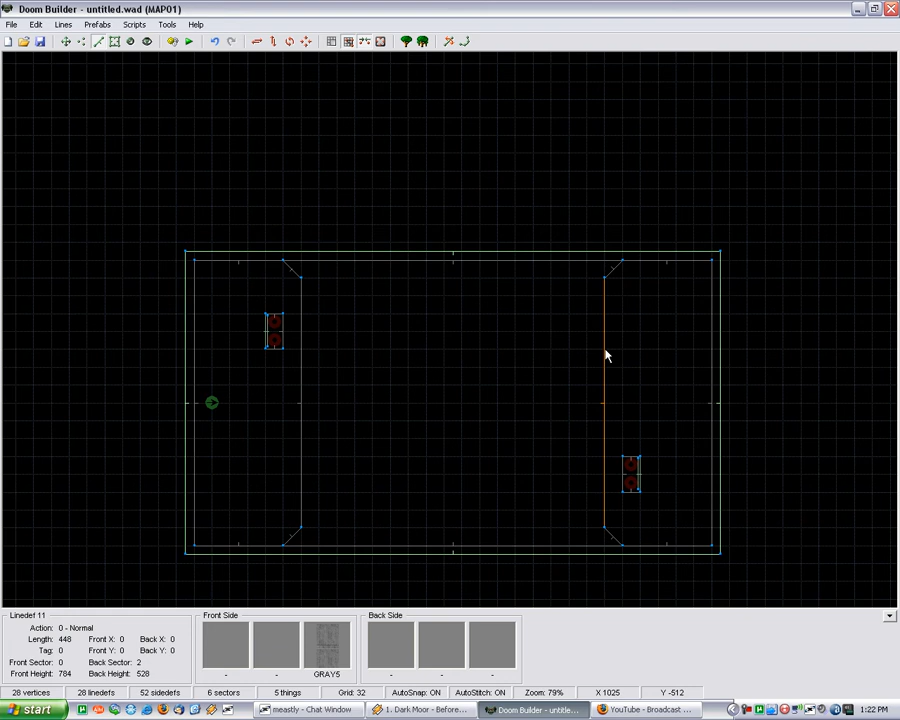 Doom Builder - untitled.wad (MAP01)
File Edit Lines Prefabs Scripts Tools Help
Linedef 11
Action: 0 - Normal
Length: 448 Front X: 0 Back X: 0
Tag: 0 Front Y: 0 Back Y: 0
Front Sector: 0 Back Sector: 2
Front Height: 784 Back Height: 528
Front Side
- - GRAY5
Back Side
- - -
28 vertices 28 linedefs 52 sidedefs 6 sectors 5 things Grid: 32 AutoSnap: ON AutoStitch: ON Zoom: 79% X 1025 Y -512
start meastly - Chat Window 1. Dark Moor - Before... Doom Builder - untitle... YouTube - Broadcast ... 1:22 PM